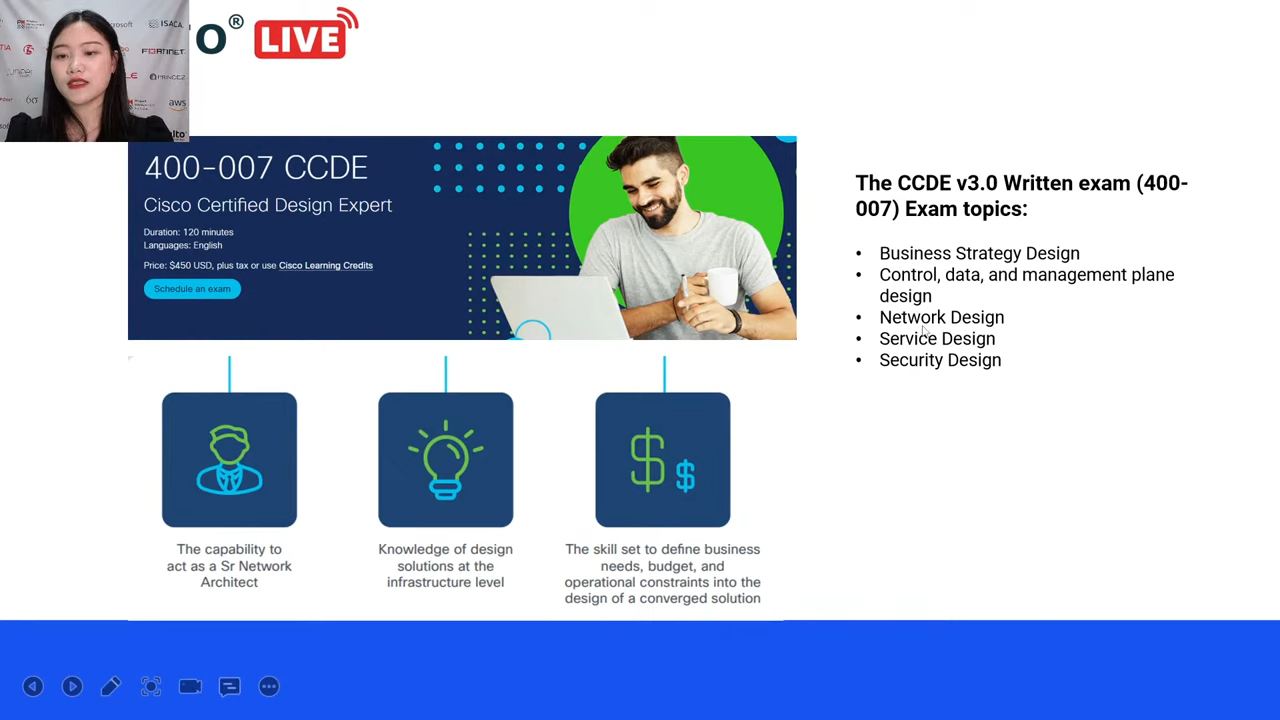 ISACA
FORTINET
PRINCE2
aws
O®
LIVE
400-007 CCDE
Cisco Certified Design Expert
Duration: 120 minutes
Languages: English
Price: $450 USD, plus tax or use Cisco Learning Credits
Schedule an exam
The CCDE v3.0 Written exam (400-
007) Exam topics:
• Business Strategy Design
• Control, data, and management plane
design
• Network Design
• Service Design
• Security Design
$ $
The capability to
act as a Sr Network
Architect
Knowledge of design
solutions at the
infrastructure level
The skill set to define business
needs, budget, and
operational constraints into the
design of a converged solution